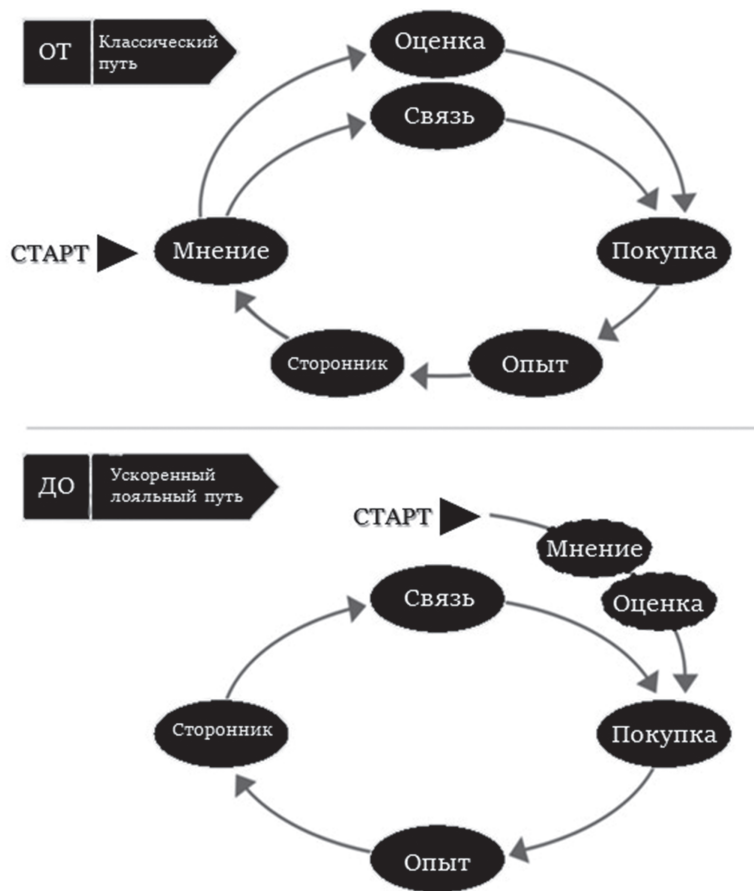 ОТ
Классический
путь
Оценка
Связь
СТАРТ
Мнение
Покупка
Сторонник
Опыт
ДО
Ускоренный
лояльный путь
СТАРТ
Мнение
Оценка
Связь
Сторонник
Покупка
Опыт